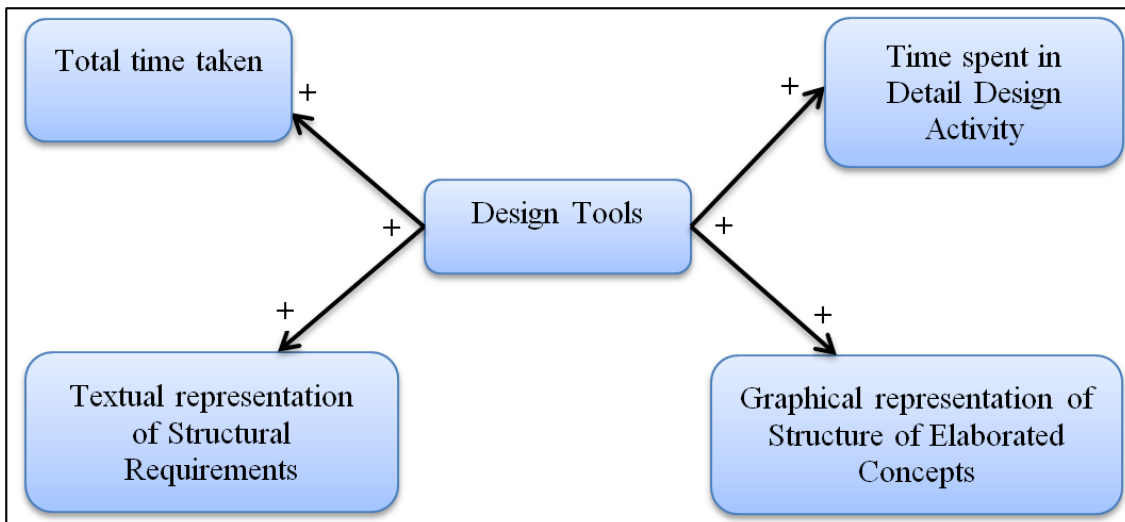 Total time taken
+
Time spent in
Detail Design
Activity
+
Design Tools
+
+
+
+
Textual representation
of Structural
Requirements
Graphical representation of
Structure of Elaborated
Concepts